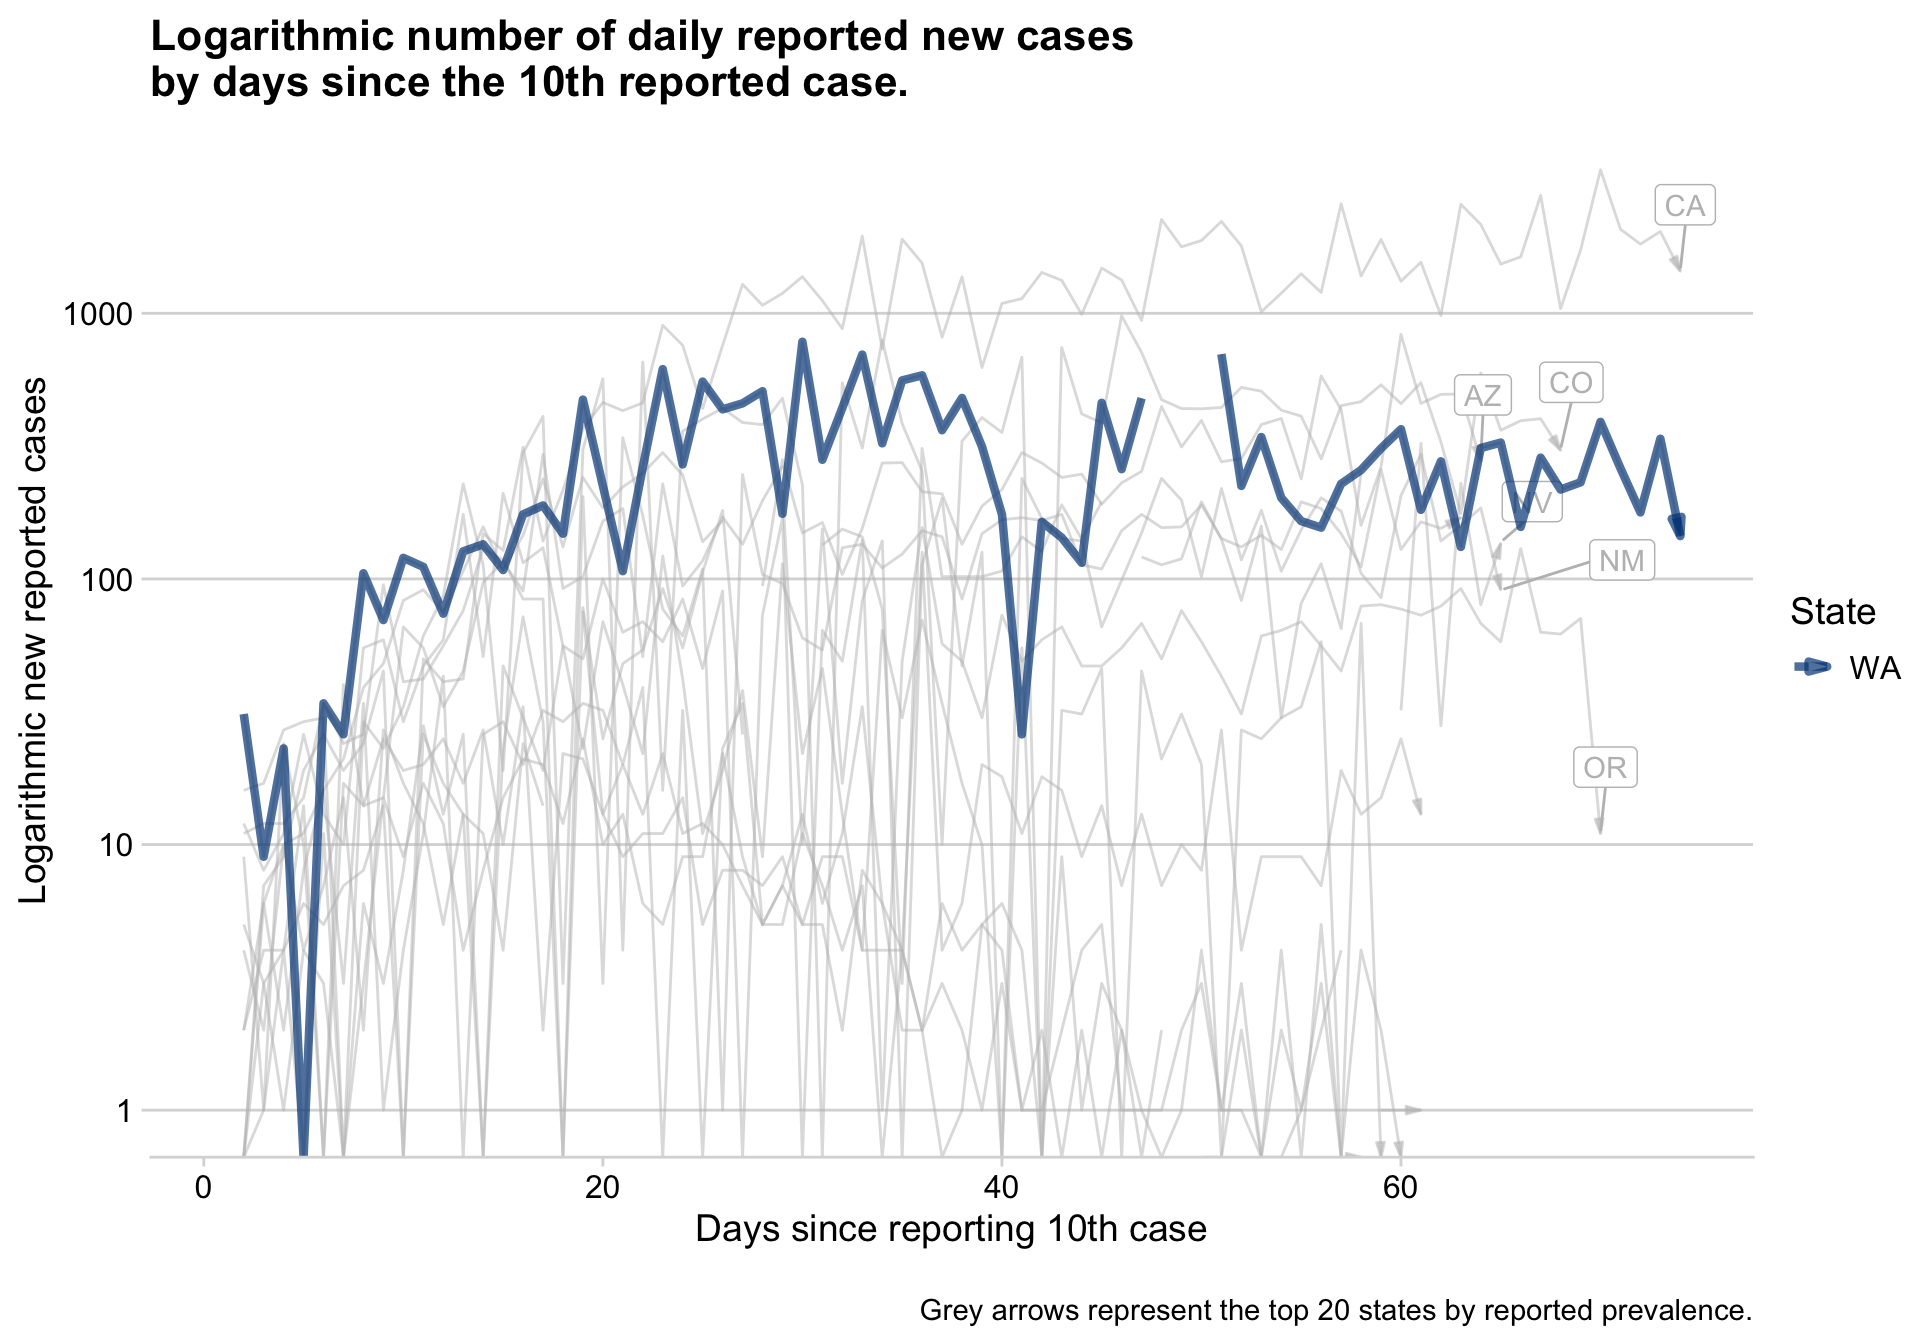 Logarithmic number of daily reported new cases
by days since the 10th reported case.
CA
1000
CO
AZ
NM
100
OR
10
1
Logarithmic new reported cases
0
20
40
60
Days since reporting 10th case
State
WA
Grey arrows represent the top 20 states by reported prevalence.